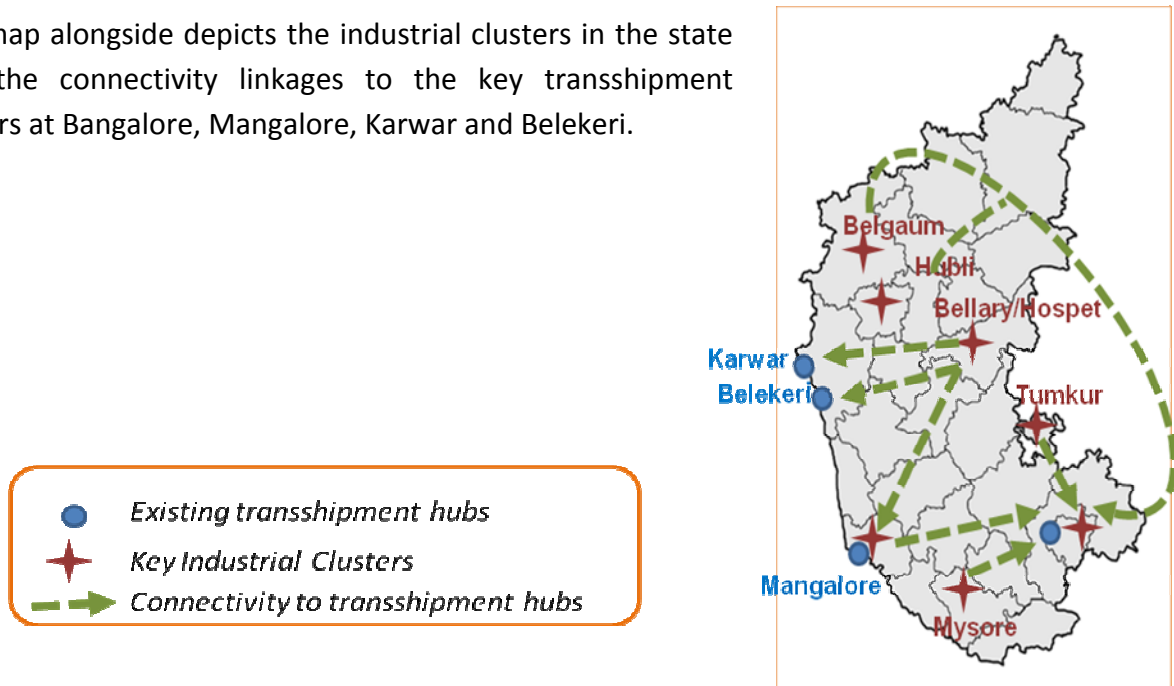 nap alongside depicts the industrial clusters in the state
the connectivity linkages to the key transshipment
rs at Bangalore, Mangalore, Karwar and Belekeri.
Belgaum
Hubli
Bellary/Hospet
Karwar
Belekeri
Tumkur
Mangalore
Mysore
Existing transshipment hubs
Key Industrial Clusters
Connectivity to transshipment hubs